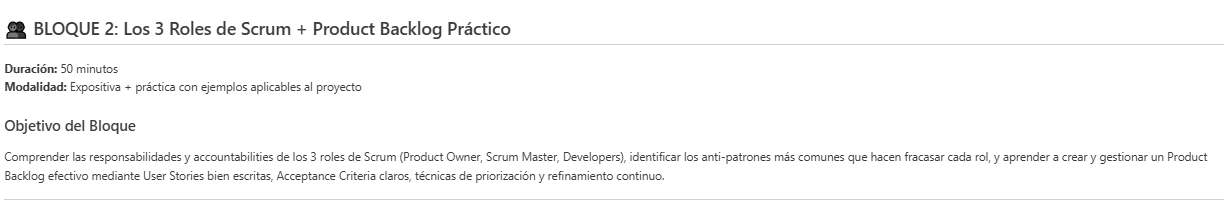 👥 BLOQUE 2: Los 3 Roles de Scrum + Product Backlog Práctico
Duración: 50 minutos
Modalidad: Expositiva + práctica con ejemplos aplicables al proyecto
Objetivo del Bloque
Comprender las responsabilidades y accountabilities de los 3 roles de Scrum (Product Owner, Scrum Master, Developers), identificar los anti-patrones más comunes que hacen fracasar cada rol, y aprender a crear y gestionar un Product
Backlog efectivo mediante User Stories bien escritas, Acceptance Criteria claros, técnicas de priorización y refinamiento continuo.